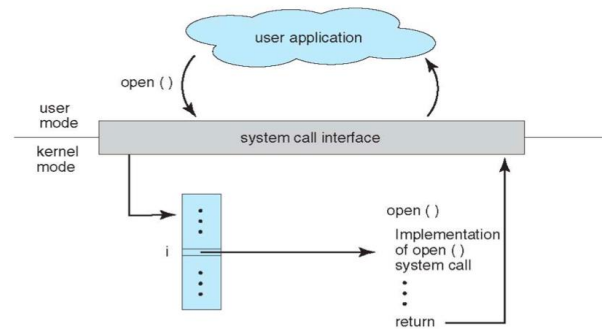 user application
open ( )
user
mode
system call interface
kernel
mode
i
open ( )
Implementation
of open ( )
system call
return